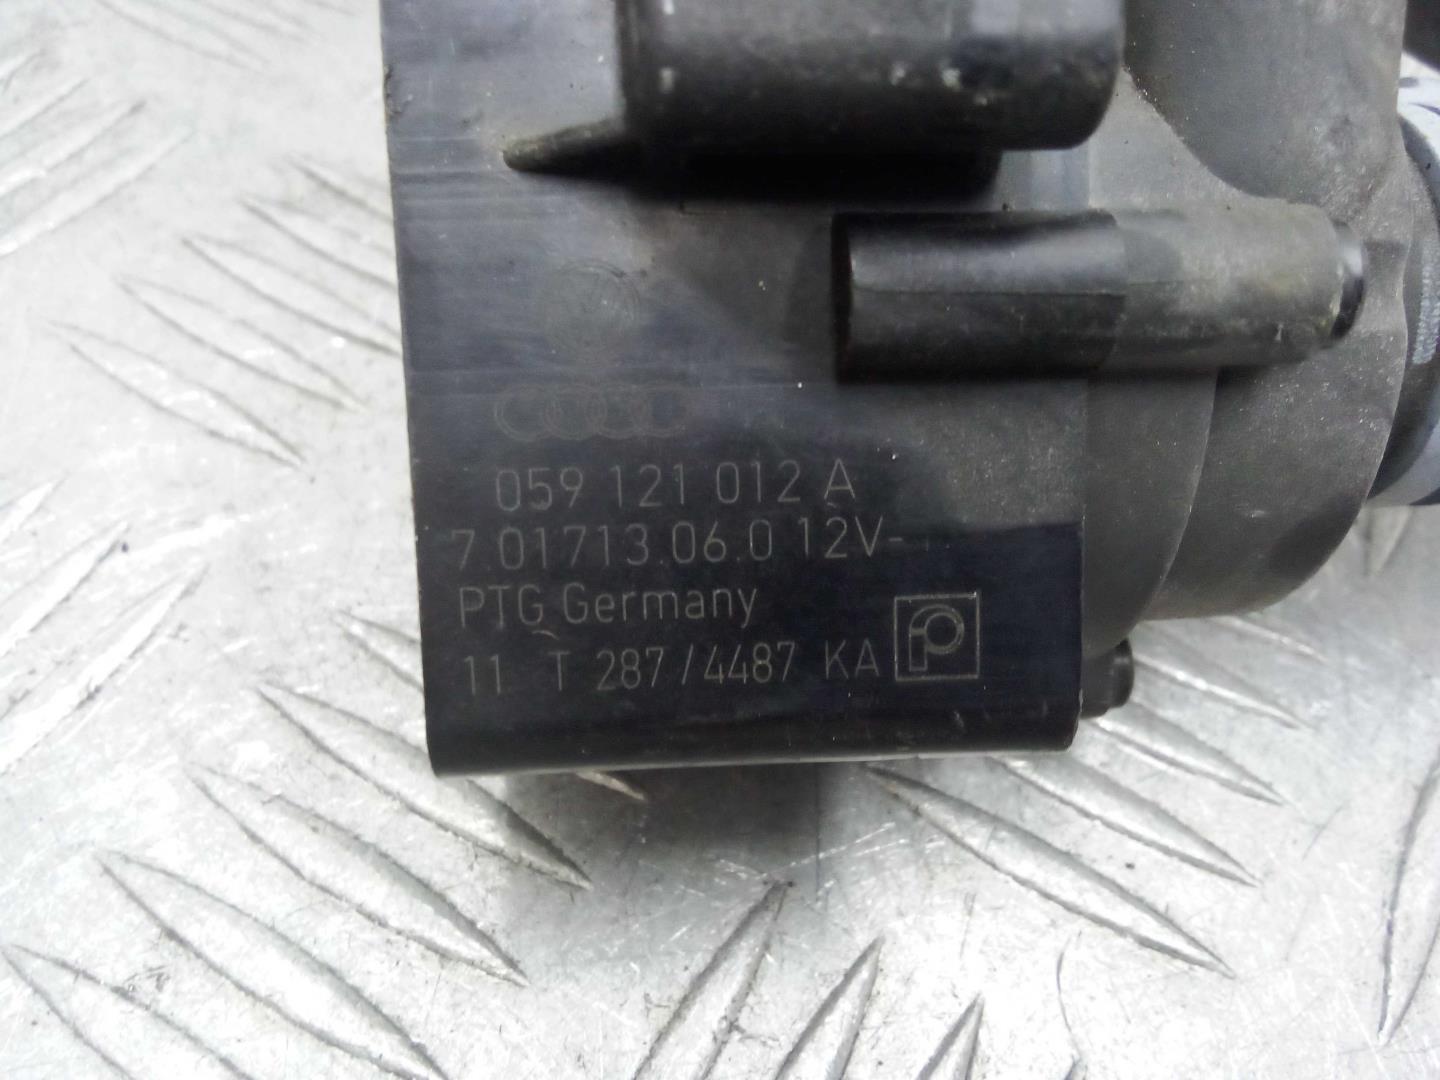 059 121 012 A
7.01713.06.0 12V-
PTG Germany
11 T 287/4487 KA